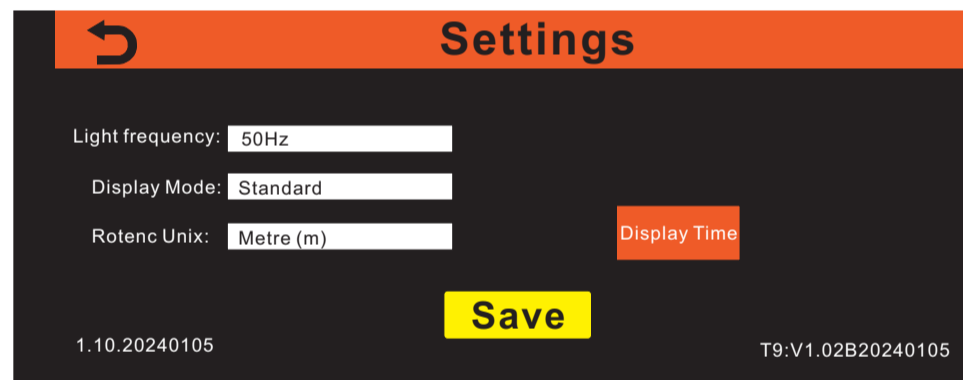 Settings
Light frequency: 50Hz
Display Mode: Standard
Rotenc Unix: Metre (m)
Display Time
Save
1.10.20240105
T9:V1.02B20240105